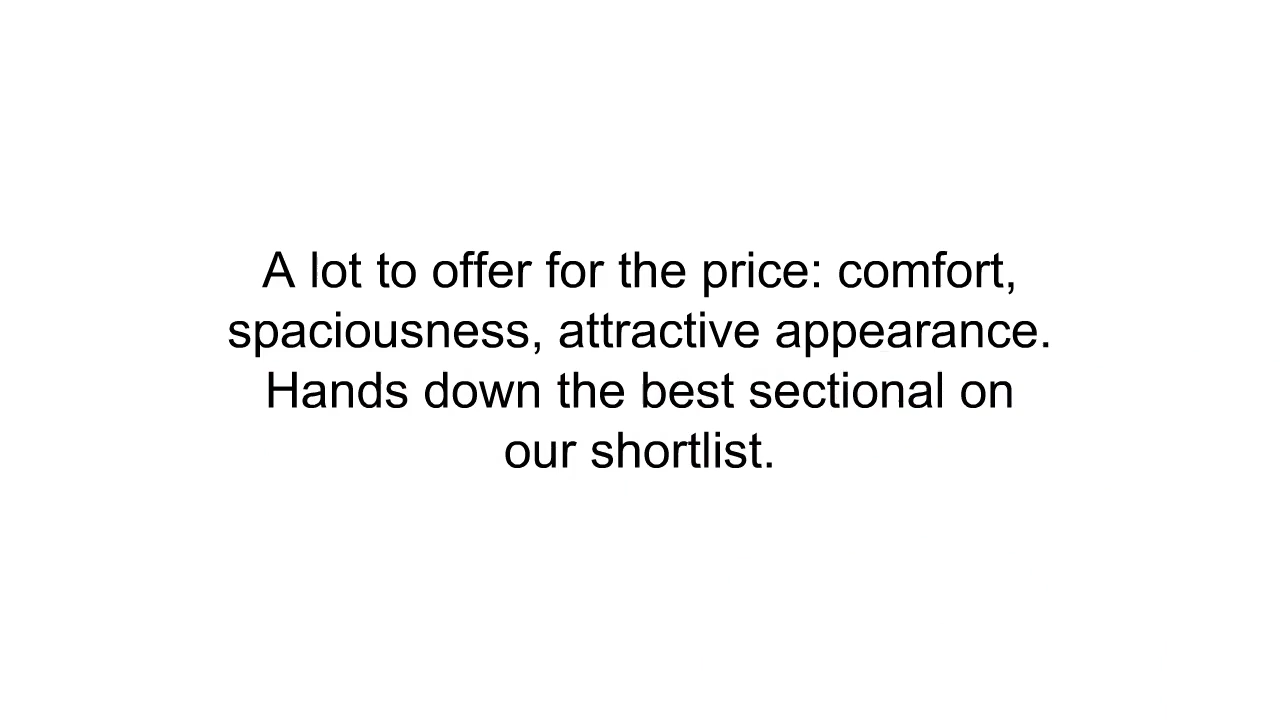 A lot to offer for the price: comfort,
spaciousness, attractive appearance.
Hands down the best sectional on
our shortlist.